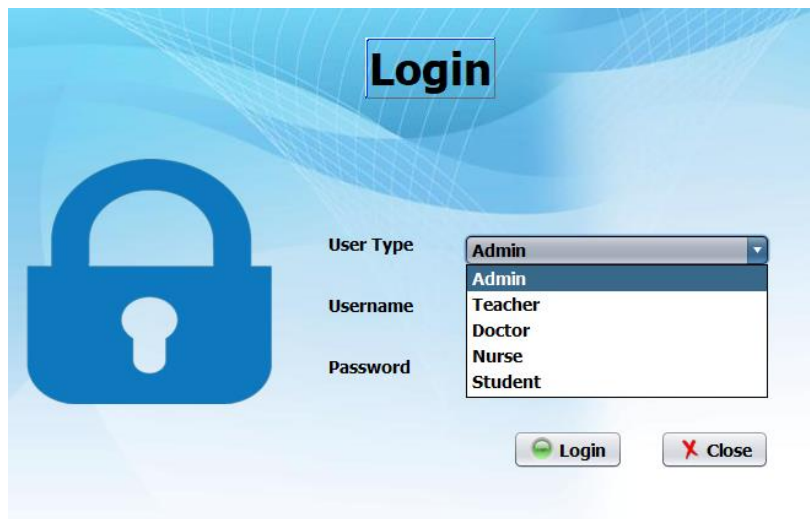 Login
User Type
Admin
Admin
Teacher
Username
Doctor
Nurse
Password
Student
Login
Close